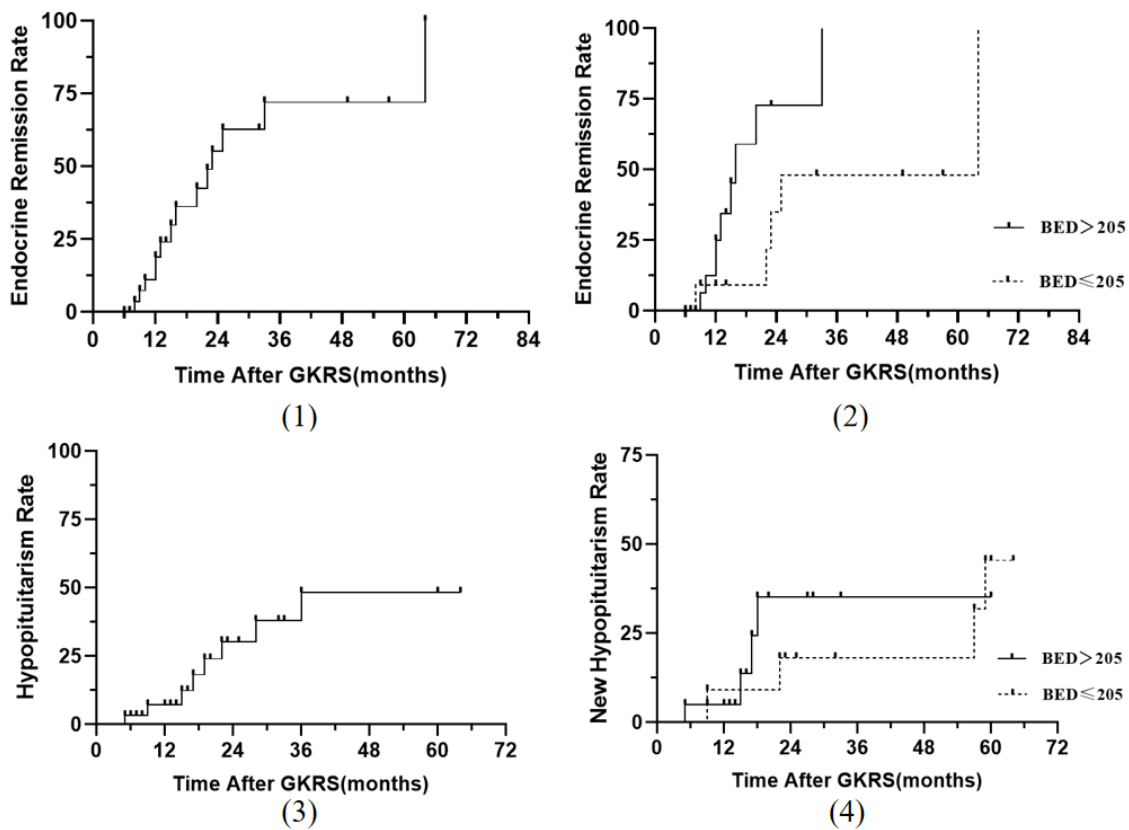 Endocrine Remission Rate
100
75
50
25
0
0 12 24 36 48 60 72 84
Time After GKRS(months)
(1)
Endocrine Remission Rate
100
75
50
25
0
0 12 24 36 48 60 72 84
Time After GKRS(months)
BED＞205
BED≤205
(2)
Hypopituitarism Rate
100
75
50
25
0
0 12 24 36 48 60 72
Time After GKRS(months)
(3)
New Hypopituitarism Rate
75
50
25
0
0 12 24 36 48 60 72
Time After GKRS(months)
BED＞205
BED≤205
(4)